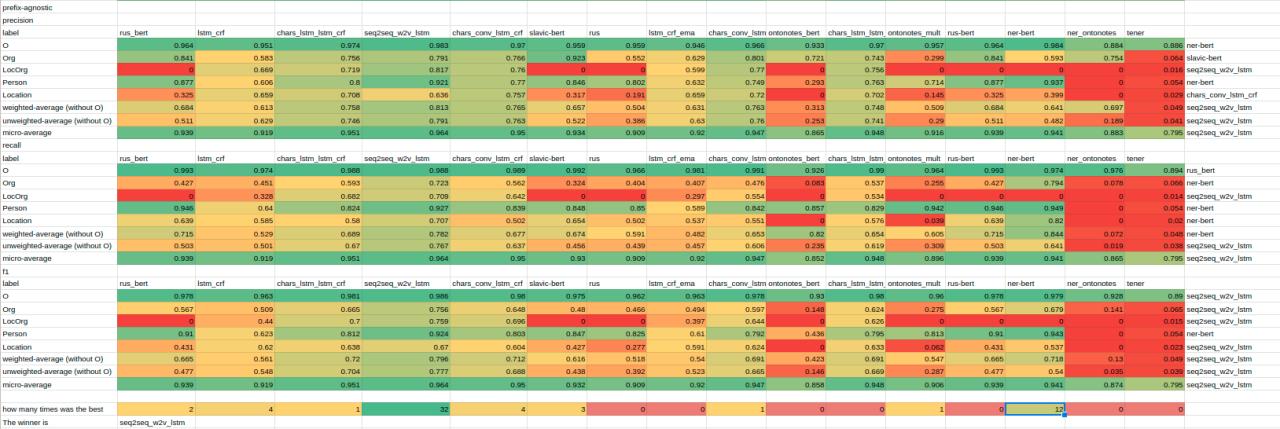 prefix-agnostic
precision
label rus_bert lstm_crf chars_lstm_lstm_crf seq2seq_w2v_lstm chars_conv_lstm_crf slavic-bert rus lstm_crf_ema chars_conv_lstm ontonotes_bert chars_lstm_lstm ontonotes_mult rus-bert ner-bert ner_ontonotes tener
O 0.964 0.951 0.974 0.983 0.97 0.959 0.959 0.946 0.966 0.933 0.97 0.957 0.964 0.984 0.884 0.886 ner-bert
Org 0.841 0.583 0.756 0.791 0.766 0.923 0.552 0.629 0.801 0.721 0.743 0.299 0.841 0.593 0.754 0.064 slavic-bert
LocOrg 0 0.669 0.719 0.817 0.76 0 0 0.599 0.77 0 0.756 0 0 0 0 0.016 seq2seq_w2v_lstm
Person 0.877 0.606 0.8 0.921 0.77 0.846 0.802 0.632 0.749 0.293 0.763 0.714 0.877 0.937 0 0.054 ner-bert
Location 0.325 0.659 0.708 0.636 0.757 0.317 0.191 0.659 0.72 0 0.702 0.145 0.325 0.399 0 0.029 chars_conv_lstm_crf
weighted-average (without O) 0.684 0.613 0.758 0.813 0.765 0.657 0.504 0.631 0.763 0.313 0.748 0.509 0.684 0.641 0.697 0.049 seq2seq_w2v_lstm
unweighted-average (without O) 0.511 0.629 0.746 0.791 0.763 0.522 0.386 0.63 0.76 0.253 0.741 0.29 0.511 0.482 0.189 0.041 seq2seq_w2v_lstm
micro-average 0.939 0.919 0.951 0.964 0.95 0.934 0.909 0.92 0.947 0.865 0.948 0.916 0.939 0.941 0.883 0.795 seq2seq_w2v_lstm
recall
label rus_bert lstm_crf chars_lstm_lstm_crf seq2seq_w2v_lstm chars_conv_lstm_crf slavic-bert rus lstm_crf_ema chars_conv_lstm ontonotes_bert chars_lstm_lstm ontonotes_mult rus-bert ner-bert ner_ontonotes tener
O 0.993 0.974 0.988 0.988 0.989 0.992 0.966 0.981 0.991 0.926 0.99 0.964 0.993 0.974 0.976 0.894 rus_bert
Org 0.427 0.451 0.593 0.723 0.562 0.324 0.404 0.407 0.476 0.083 0.537 0.255 0.427 0.794 0.078 0.066 ner-bert
LocOrg 0 0.328 0.682 0.709 0.642 0 0 0.297 0.554 0 0.534 0 0 0 0 0.014 seq2seq_w2v_lstm
Person 0.946 0.64 0.824 0.927 0.839 0.848 0.85 0.589 0.842 0.857 0.829 0.942 0.946 0.949 0 0.054 ner-bert
Location 0.639 0.585 0.58 0.707 0.502 0.654 0.502 0.537 0.551 0 0.576 0.039 0.639 0.82 0 0.02 ner-bert
weighted-average (without O) 0.715 0.529 0.689 0.782 0.677 0.674 0.591 0.482 0.653 0.82 0.654 0.605 0.715 0.844 0.072 0.048 ner-bert
unweighted-average (without O) 0.503 0.501 0.67 0.767 0.637 0.456 0.439 0.457 0.606 0.235 0.619 0.309 0.503 0.641 0.019 0.038 seq2seq_w2v_lstm
micro-average 0.939 0.919 0.951 0.964 0.95 0.93 0.909 0.92 0.947 0.852 0.948 0.896 0.939 0.941 0.865 0.795 seq2seq_w2v_lstm
f1
label rus_bert lstm_crf chars_lstm_lstm_crf seq2seq_w2v_lstm chars_conv_lstm_crf slavic-bert rus lstm_crf_ema chars_conv_lstm ontonotes_bert chars_lstm_lstm ontonotes_mult rus-bert ner-bert ner_ontonotes tener
O 0.978 0.963 0.981 0.986 0.98 0.975 0.962 0.963 0.978 0.93 0.98 0.96 0.978 0.979 0.928 0.89 seq2seq_w2v_lstm
Org 0.567 0.509 0.665 0.756 0.648 0.48 0.466 0.494 0.597 0.148 0.624 0.275 0.567 0.679 0.141 0.065 seq2seq_w2v_lstm
LocOrg 0 0.44 0.7 0.759 0.696 0 0 0.397 0.644 0 0.626 0 0 0 0 0.015 seq2seq_w2v_lstm
Person 0.91 0.623 0.812 0.924 0.803 0.847 0.825 0.61 0.792 0.436 0.795 0.813 0.91 0.943 0 0.054 ner-bert
Location 0.431 0.62 0.638 0.67 0.604 0.427 0.277 0.591 0.624 0 0.633 0.062 0.431 0.537 0 0.023 seq2seq_w2v_lstm
weighted-average (without O) 0.665 0.561 0.72 0.796 0.712 0.616 0.518 0.54 0.691 0.423 0.691 0.547 0.665 0.718 0.13 0.049 seq2seq_w2v_lstm
unweighted-average (without O) 0.477 0.548 0.704 0.777 0.688 0.438 0.392 0.523 0.665 0.146 0.669 0.287 0.477 0.54 0.035 0.039 seq2seq_w2v_lstm
micro-average 0.939 0.919 0.951 0.964 0.95 0.932 0.909 0.92 0.947 0.858 0.948 0.906 0.939 0.941 0.874 0.795 seq2seq_w2v_lstm
how many times was the best 2 4 1 32 4 3 0 0 1 0 0 1 0 12 0 0
The winner is seq2seq_w2v_lstm